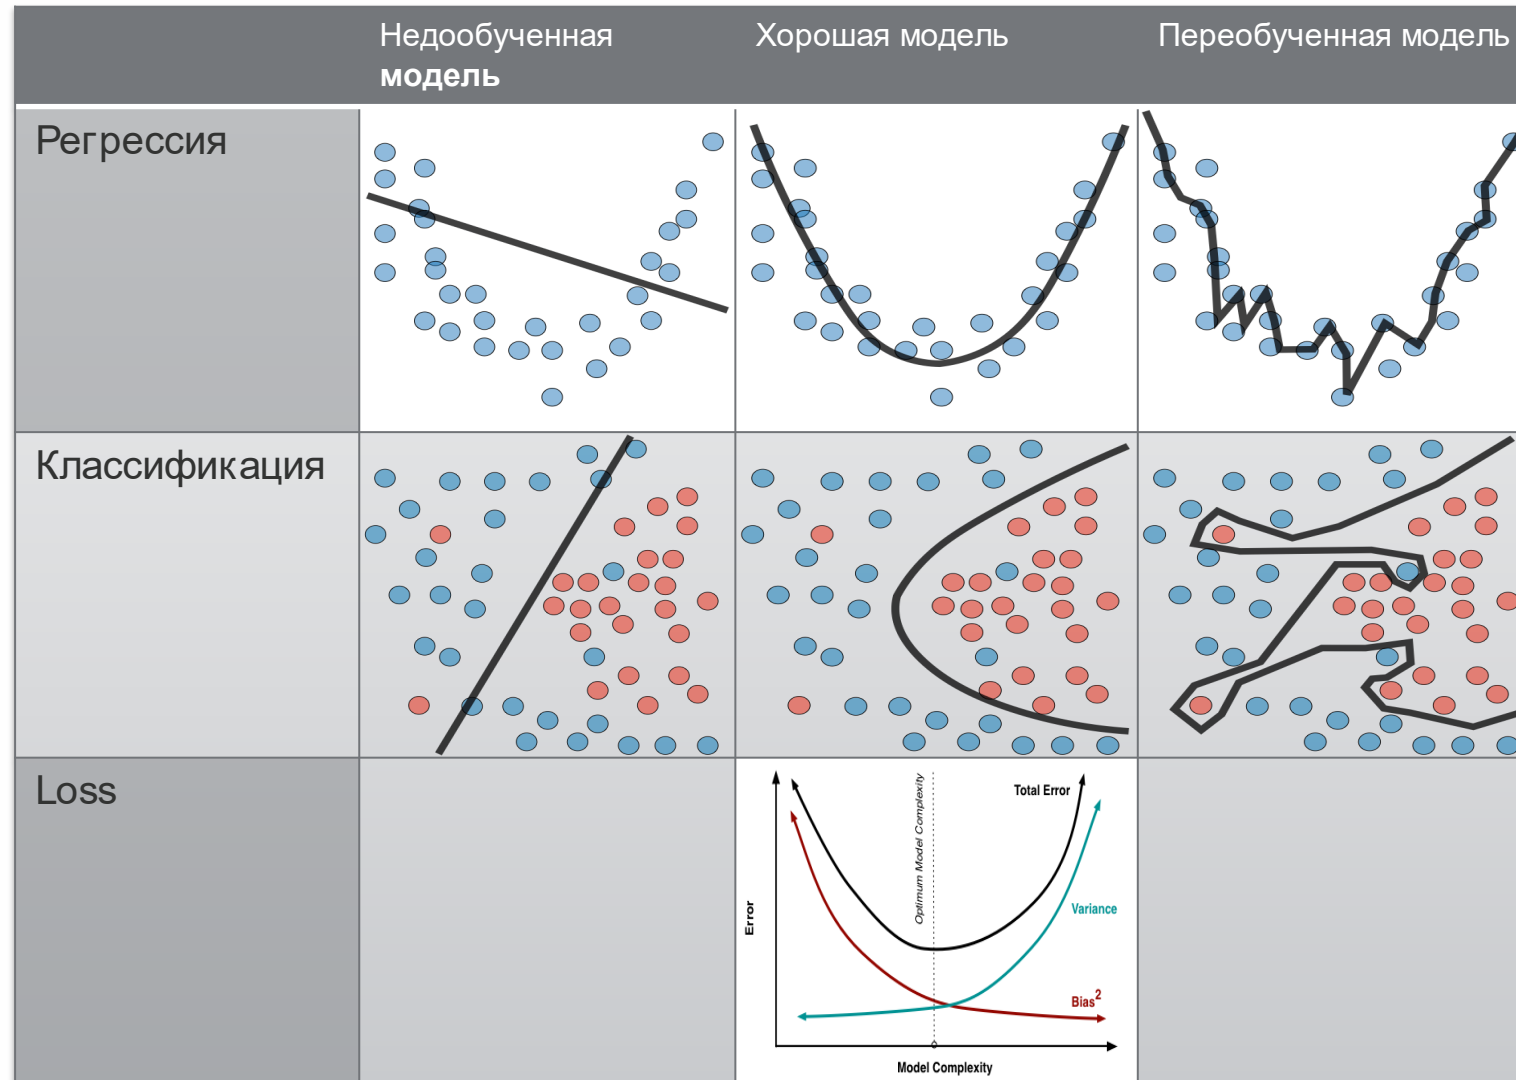 Недообученная
модель
Хорошая модель
Переобученная модель
Регрессия
Классификация
Loss
Error
Optimum Model Complexity
Total Error
Variance
Bias2
Model Complexity